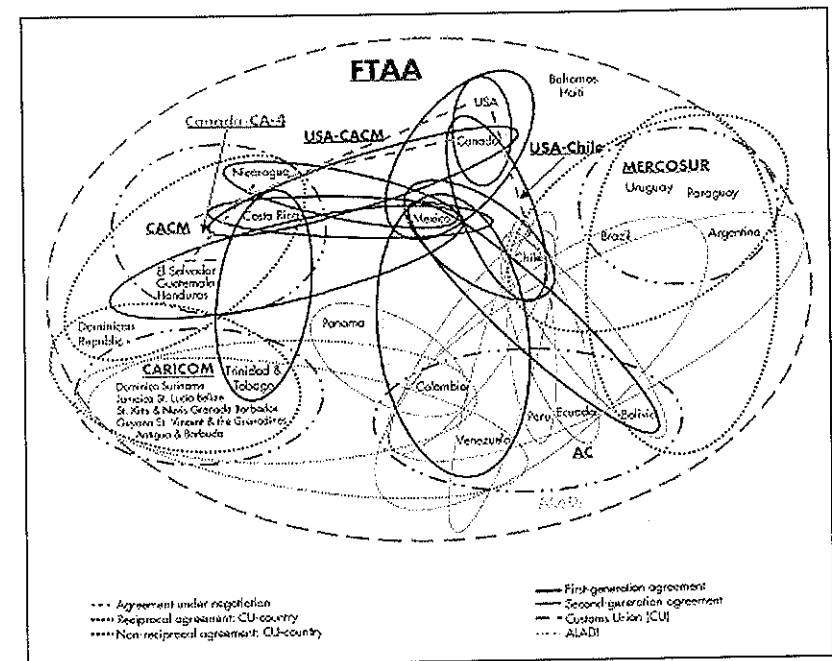 FTAA
Bahamas
Haiti
USA
Canada-CA-4
USA-CACM
Canada
USA-Chile
MERCOSUR
Nicaragua
Uruguay
Paraguay
Costa Rica
Mexico
CACM
Brazil
Argentina
Chile
El Salvador
Guatemala
Honduras
Dominican
Republic
Panama
CARICOM
Trinidad &
Tobago
Dominica Suriname
Jamaica St. Lucia Belize
St. Kitts & Nevis Grenada Barbados
Guyana St. Vincent & the Grenadines
Antigua & Barbuda
Colombia
Peru
Ecuador
Bolivia
Venezuela
AC
Agreement under negotiation
Reciprocal agreement: CU-country
Non-reciprocal agreement: CU-country
First-generation agreement
Second-generation agreement
Customs Union (CU)
ALADI